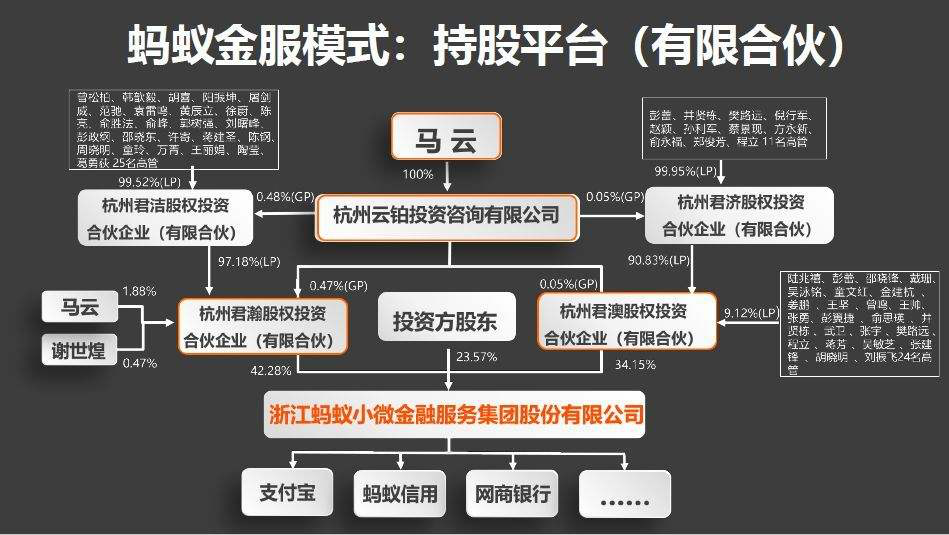 蚂蚁金服模式：持股平台（有限合伙）
曾松柏、韩歆毅、胡喜、阳振坤、屠剑
威、范驰、袁雷鸣、黄辰立、徐蔚、陈
亮、俞胜法、俞峰、郭树强、刘曙峰、
彭政纲、邵晓东、许寄、蒋建圣、陈钢、
周晓明、童玲、万菁、王丽娟、陶莹、
葛勇荻 25名高管
彭蕾、井贤栋、樊路远、倪行军、
赵颖、孙利军、蔡景现、方永新、
俞永福、郑俊芳、程立 11名高管
马云
100%
99.52%(LP)
99.95%(LP)
杭州君洁股权投资
合伙企业（有限合伙）
0.48%(GP)
杭州云铂投资咨询有限公司
0.05%(GP)
杭州君济股权投资
合伙企业（有限合伙）
97.18%(LP)
90.83%(LP)
0.47%(GP)
0.05%(GP)
马云
1.88%
谢世煌
0.47%
杭州君瀚股权投资
合伙企业（有限合伙）
投资方股东
杭州君澳股权投资
合伙企业（有限合伙）
9.12%(LP)
陆兆禧、彭蕾、邵晓锋、戴珊、
吴泳铭、童文红、金建杭 、
姜鹏 、王坚 、曾鸣、王帅、
张勇、彭翼捷 、俞思瑛 、井
贤栋 、武卫 、张宇 、樊路远 、
程立 、蒋芳 、吴敏芝 、张建
锋 、胡晓明 、刘振飞24名高
管
42.28%
23.57%
34.15%
浙江蚂蚁小微金融服务集团股份有限公司
支付宝
蚂蚁信用
网商银行
……